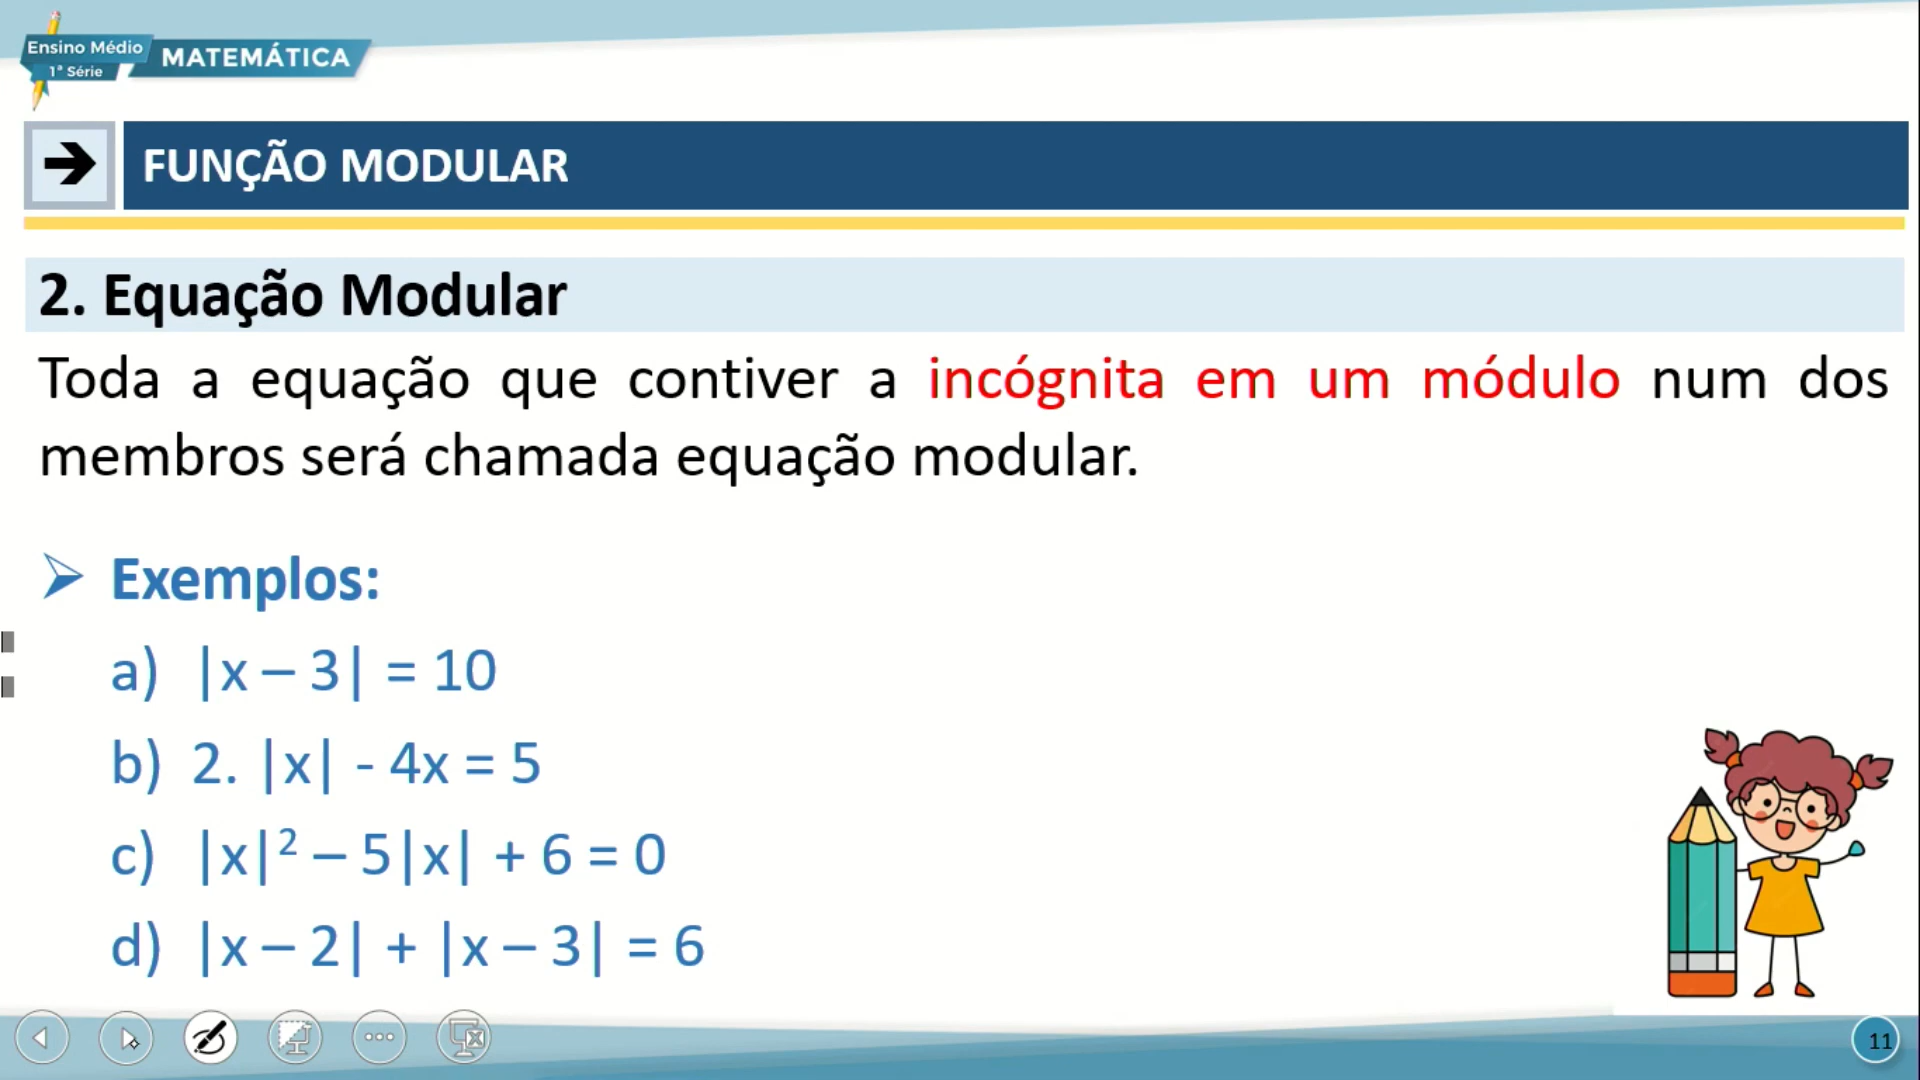 Ensino Médio
1ª Série
MATEMÁTICA
FUNÇÃO MODULAR
2. Equação Modular
Toda a equação que contiver a incógnita em um módulo num dos
membros será chamada equação modular.
Exemplos:
a) |x – 3| = 10
b) 2. |x| - 4x = 5
c) |x|² – 5|x| + 6 = 0
d) |x – 2| + |x – 3| = 6
11